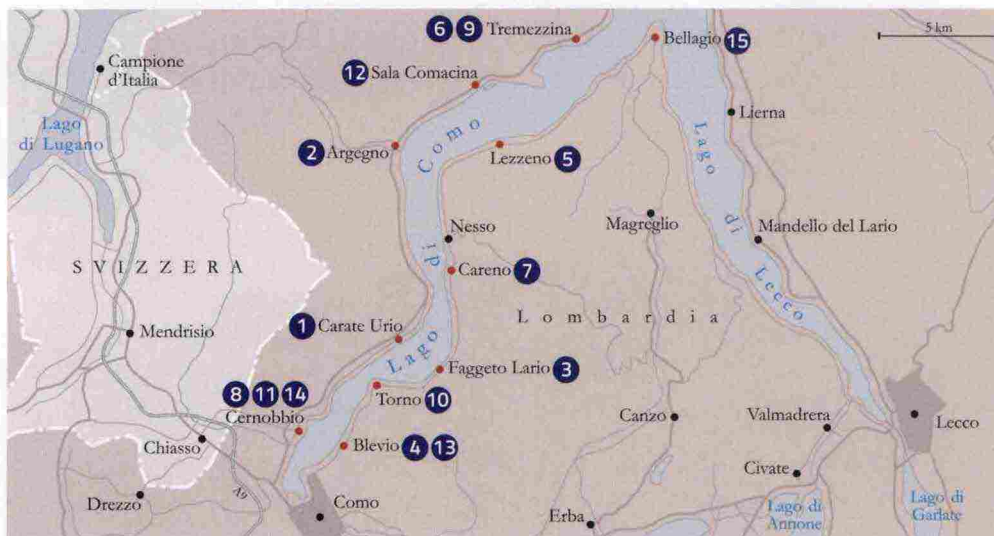 6 9 Tremezzina
Bellagio 15
5 km
Campione
d'Italia
12 Sala Comacina
Lago
di Lugano
Lierna
2 Argegno
Lezzeno 5
Lago di Como
Lago di Lecco
Nesso
Magreglio
Mandello del Lario
SVIZZERA
Careno 7
Lombardia
Mendrisio
1 Carate Urio
Faggeto Lario 3
8 11 14
Cernobbio
Torno 10
Canzo
Valmadrera
Lecco
Chiasso
Blevio 4 13
Civate
Drezzo
A9
Como
Erba
Lago di
Annone
Lago di
Garlate